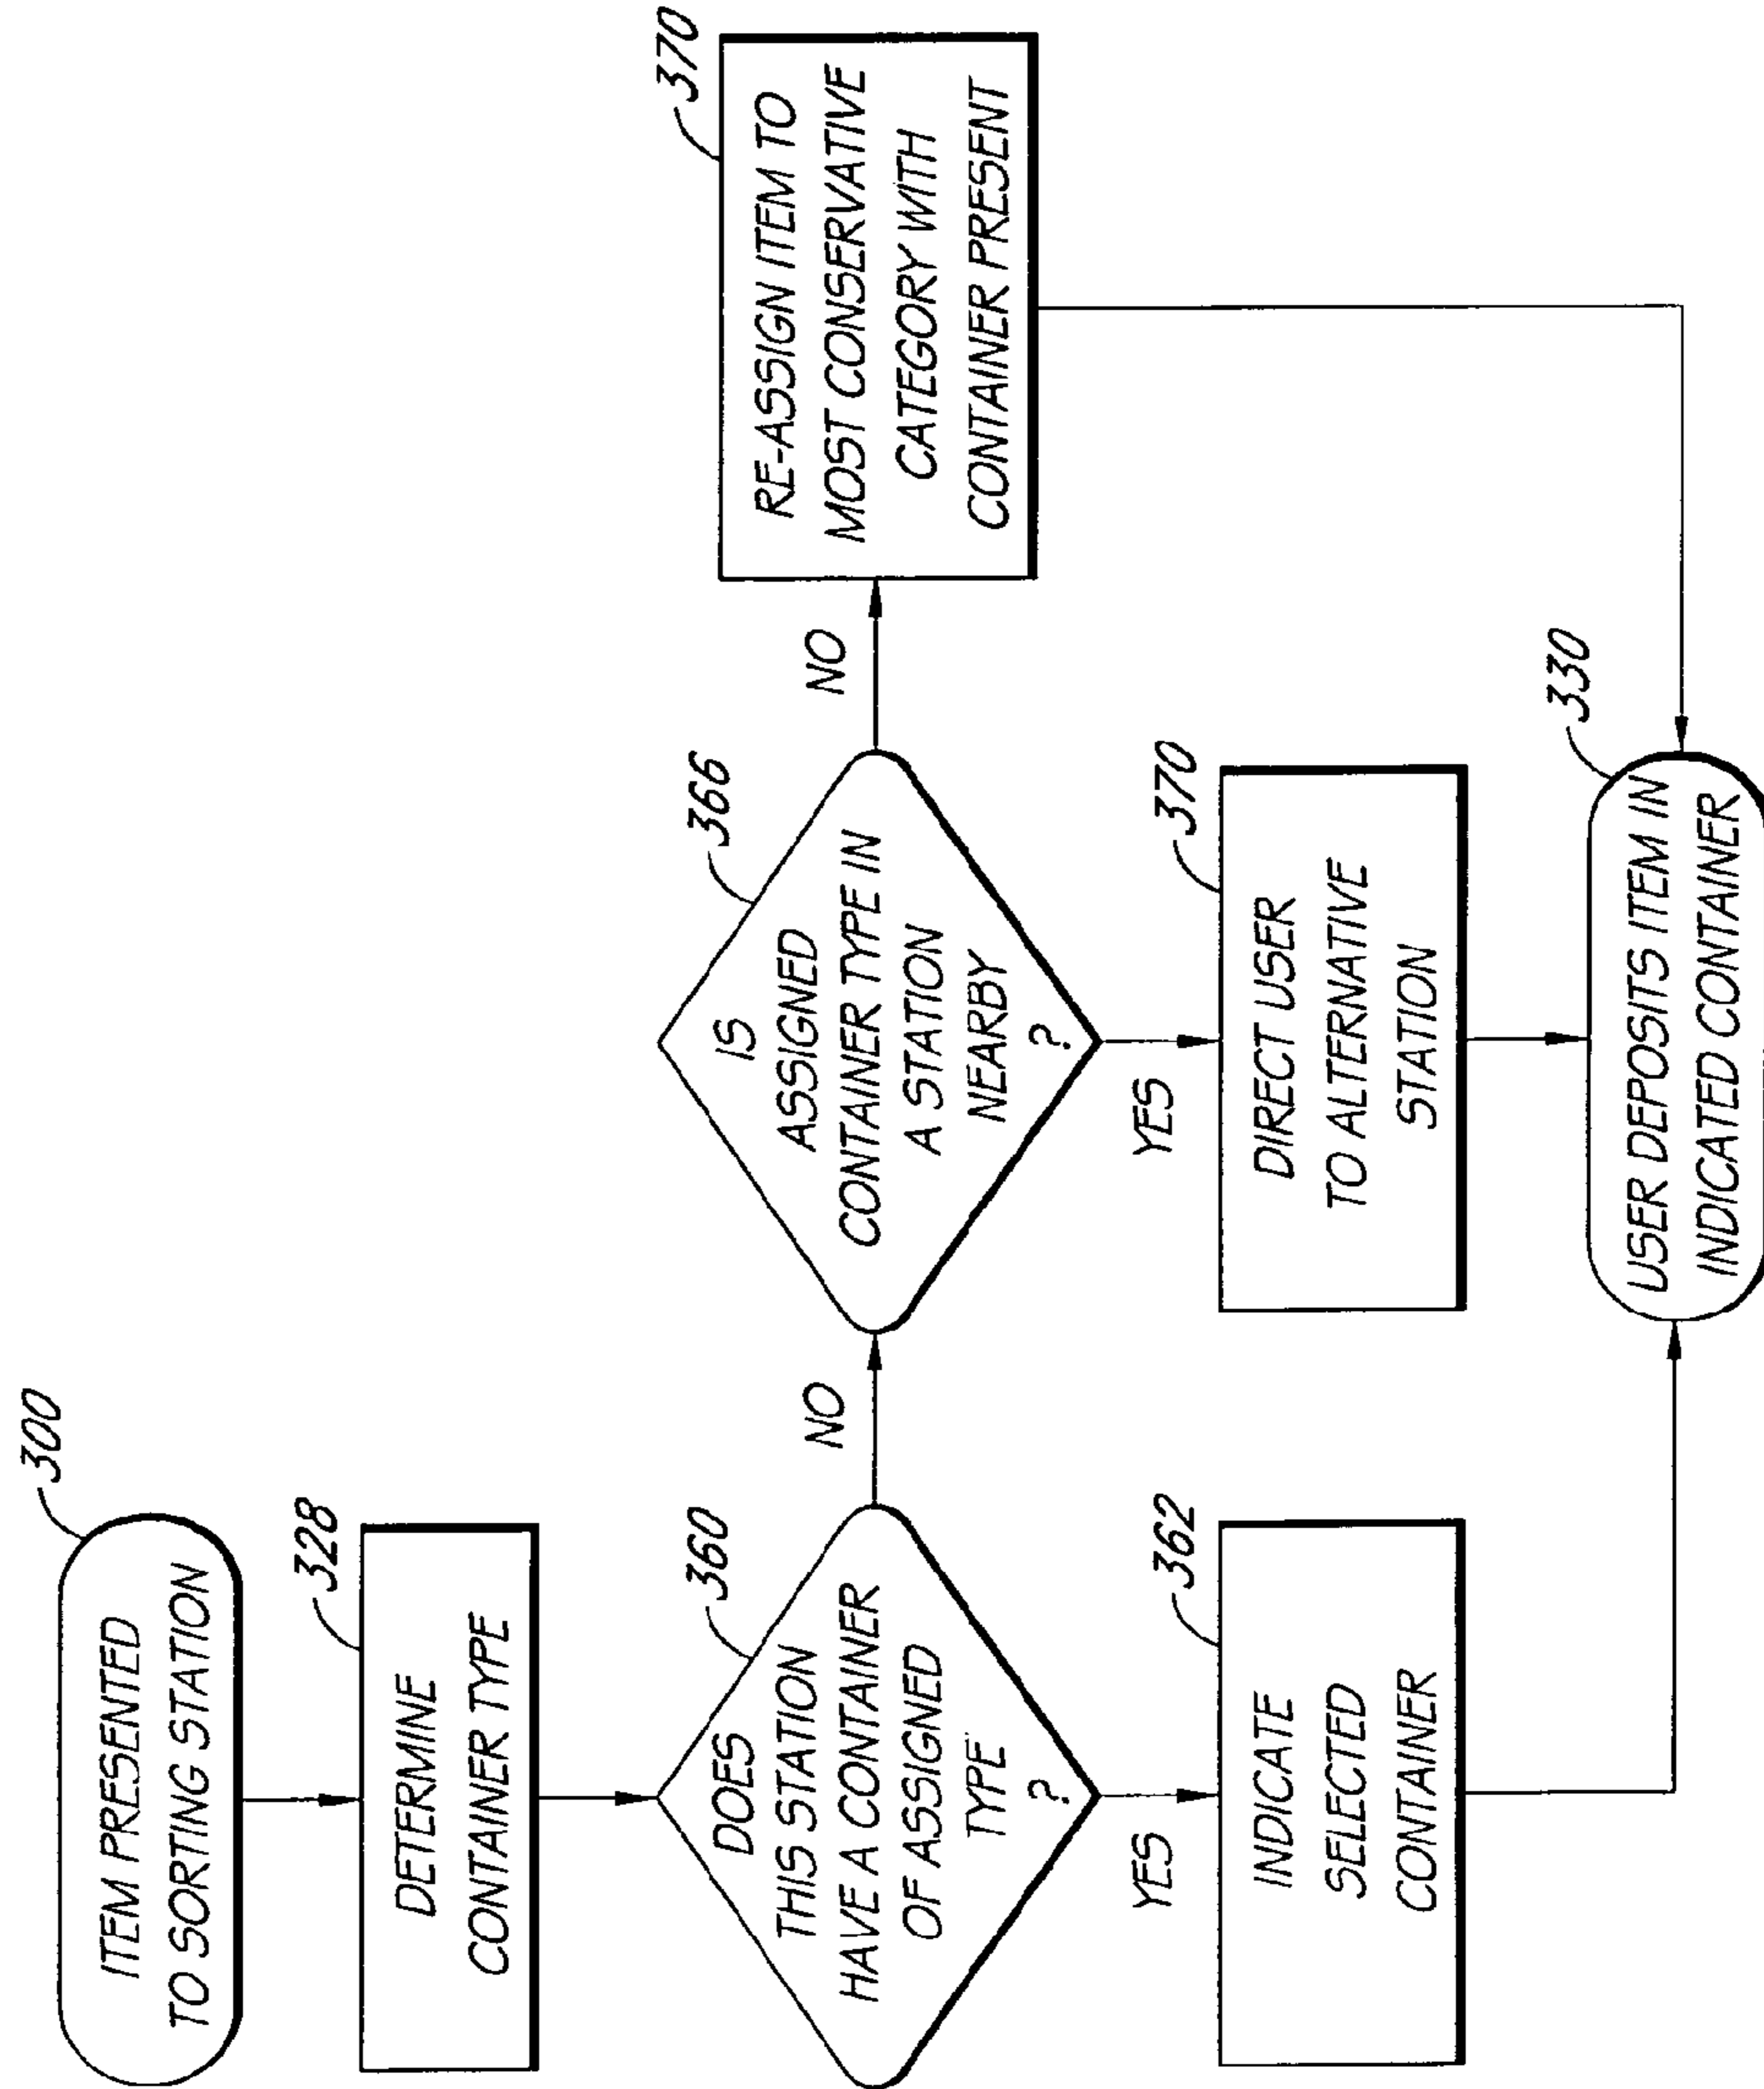 300
ITEM PRESENTED
TO SORTING STATION
328
DETERMINE
CONTAINER TYPE
360
DOES
THIS STATION
HAVE A CONTAINER
OF ASSIGNED
TYPE
?
NO
366
IS
ASSIGNED
CONTAINER TYPE IN
A STATION
NEARBY
?
NO
370
RE-ASSIGN ITEM TO
MOST CONSERVATIVE
CATEGORY WITH
CONTAINER PRESENT
YES
362
INDICATE
SELECTED
CONTAINER
YES
370
DIRECT USER
TO ALTERNATIVE
STATION
330
USER DEPOSITS ITEM IN
INDICATED CONTAINER